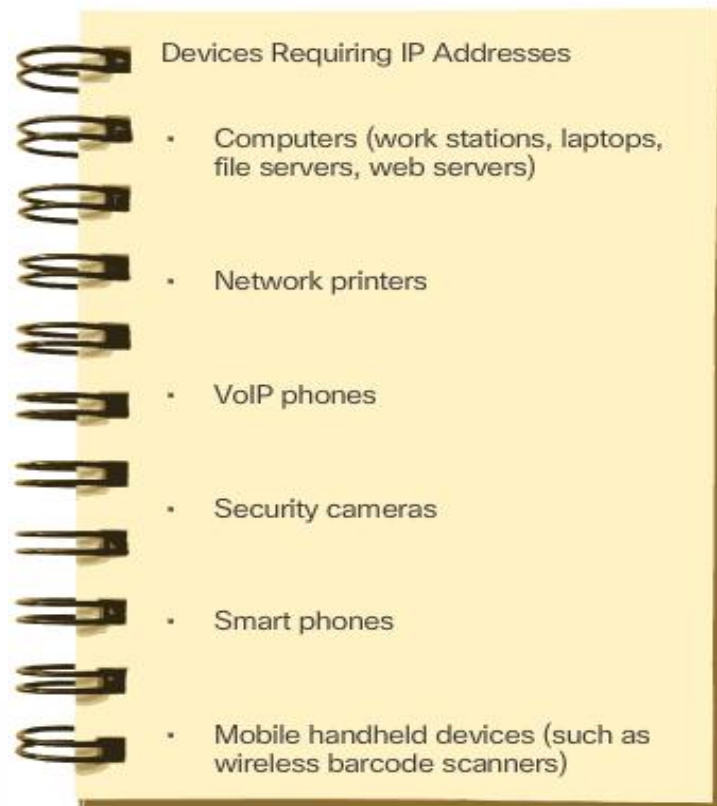 Devices Requiring IP Addresses
· Computers (work stations, laptops,
file servers, web servers)
· Network printers
· VoIP phones
· Security cameras
· Smart phones
· Mobile handheld devices (such as
wireless barcode scanners)